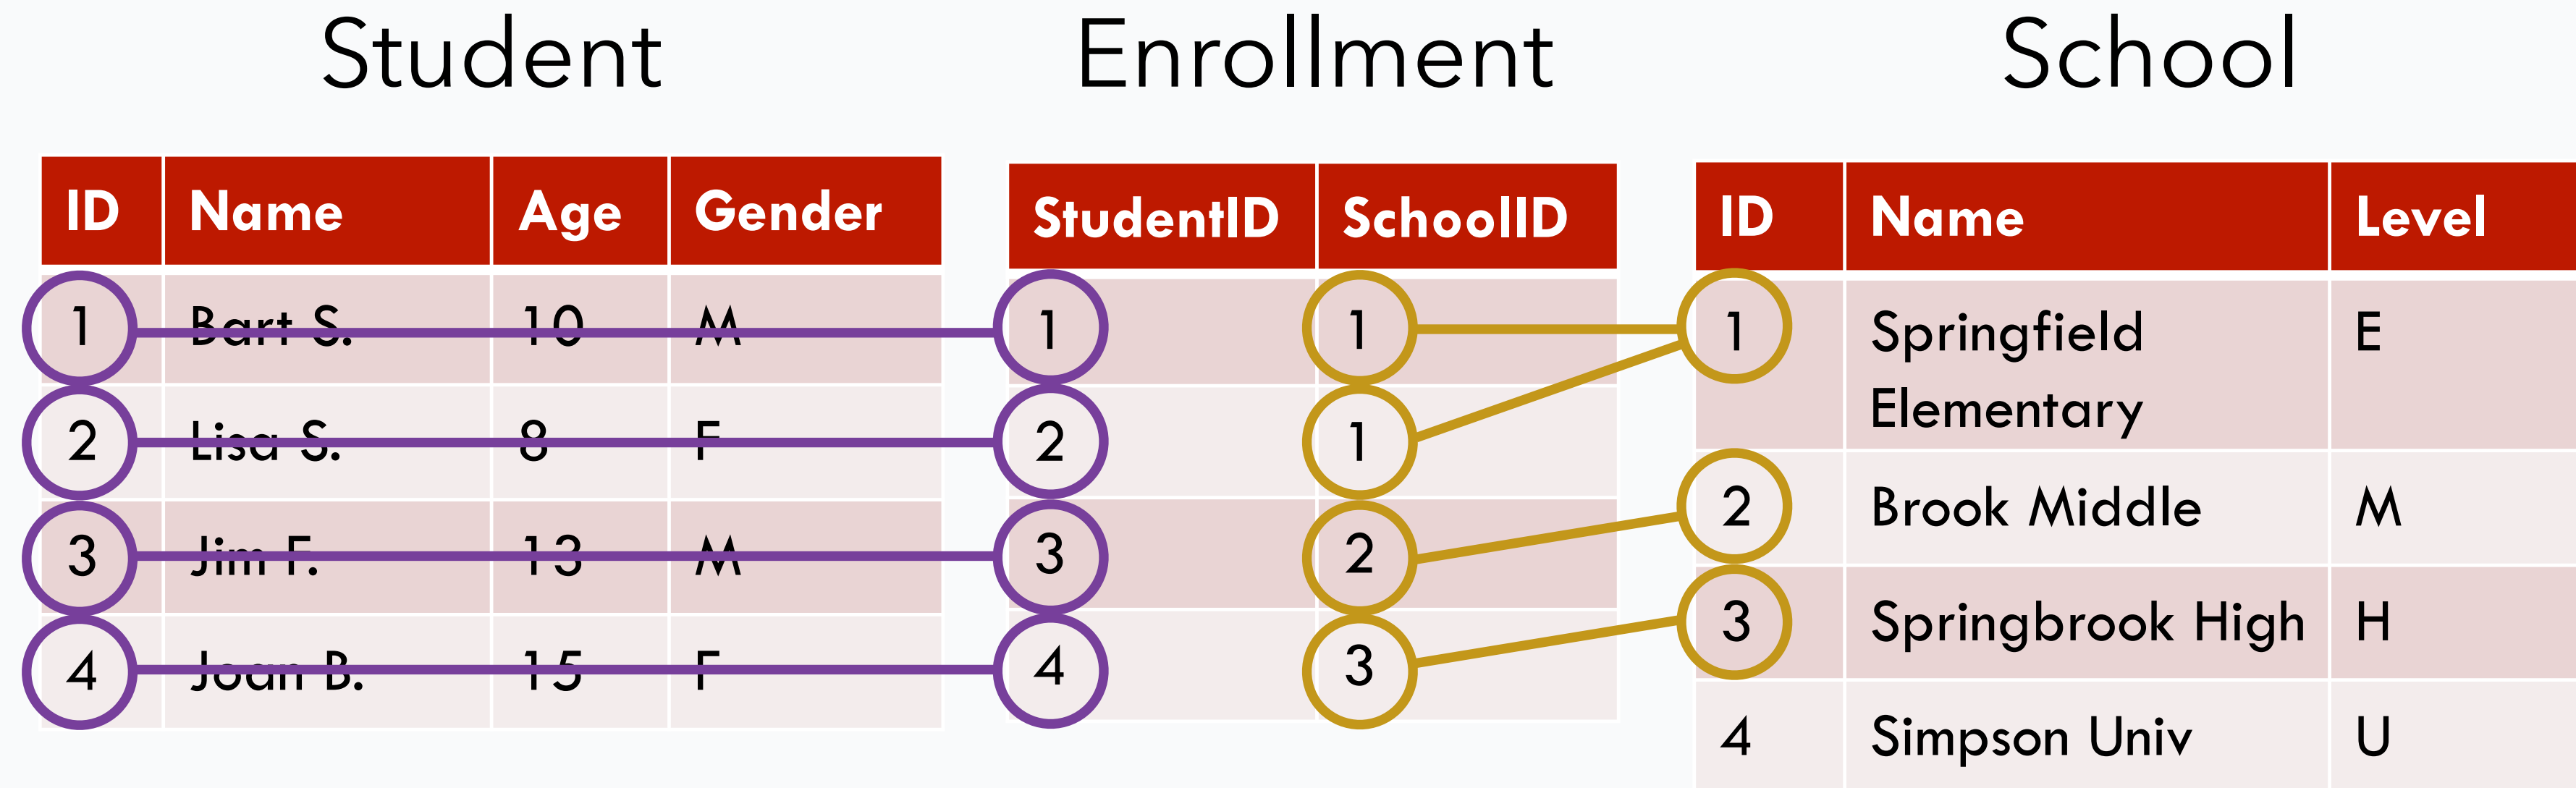 Student Enrollment School
ID Name Age Gender StudentID SchoolID ID Name Level
1 Bart S. 10 M 1 1 1 Springfield E
Elementary
2 Lisa S. 8 F 2 1 2 Brook Middle M
3 Jim F. 13 M 3 2 3 Springbrook High H
4 Joan B. 15 F 4 3 4 Simpson Univ U